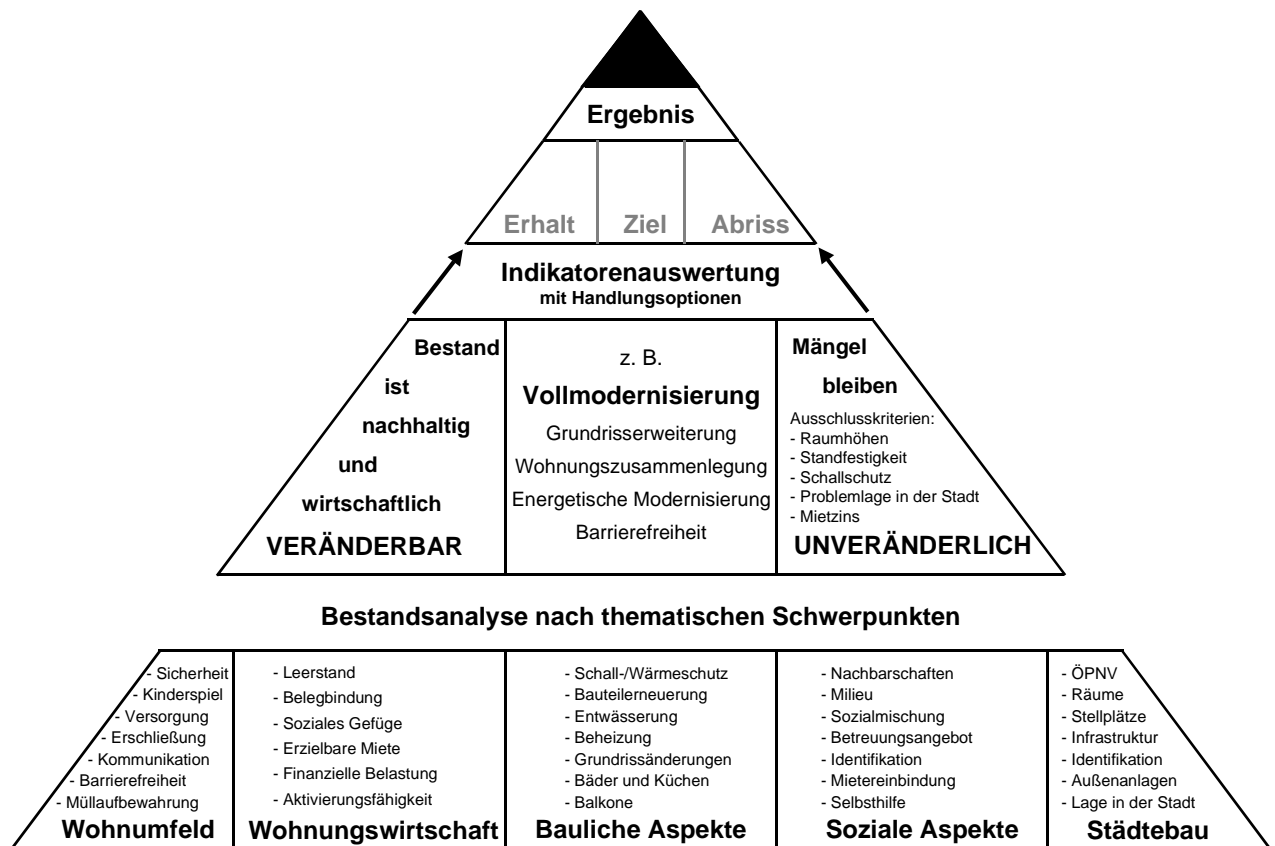 Ergebnis
Erhalt
Ziel
Abriss
Indikatorenauswertung
mit Handlungsoptionen
Bestand
ist
nachhaltig
und
wirtschaftlich
VERÄNDERBAR
z. B.
Vollmodernisierung
Grundrisserweiterung
Wohnungszusammenlegung
Energetische Modernisierung
Barrierefreiheit
Mängel
bleiben
Ausschlusskriterien:
- Raumhöhen
- Standfestigkeit
- Schallschutz
- Problemlage in der Stadt
- Mietzins
UNVERÄNDERLICH
Bestandsanalyse nach thematischen Schwerpunkten
- Sicherheit
- Kinderspiel
- Versorgung
- Erschließung
- Kommunikation
- Barrierefreiheit
- Müllaufbewahrung
Wohnumfeld
- Leerstand
- Belegbindung
- Soziales Gefüge
- Erzielbare Miete
- Finanzielle Belastung
- Aktivierungsfähigkeit
Wohnungswirtschaft
- Schall-/Wärmeschutz
- Bauteilerneuerung
- Entwässerung
- Beheizung
- Grundrissänderungen
- Bäder und Küchen
- Balkone
Bauliche Aspekte
- Nachbarschaften
- Milieu
- Sozialmischung
- Betreuungsangebot
- Identifikation
- Mietereinbindung
- Selbsthilfe
Soziale Aspekte
- ÖPNV
- Räume
- Stellplätze
- Infrastruktur
- Identifikation
- Außenanlagen
- Lage in der Stadt
Städtebau